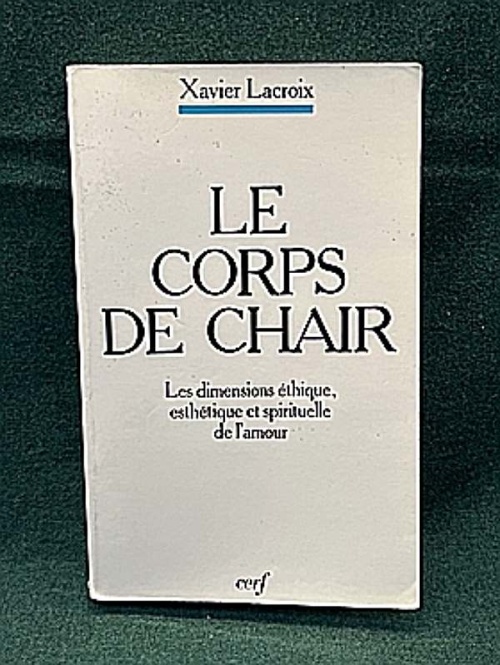 Xavier Lacroix
LE
CORPS
DE CHAIR
Les dimensions éthique,
esthétique et spirituelle
de l'amour
cerf